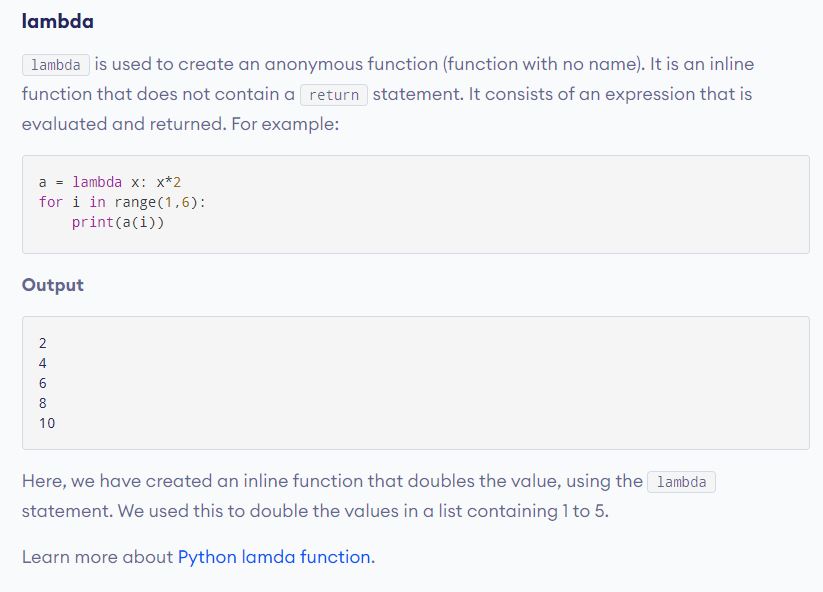 lambda
lambda is used to create an anonymous function (function with no name). It is an inline
function that does not contain a return statement. It consists of an expression that is
evaluated and returned. For example:
a = lambda x: x*2
for i in range(1,6):
    print(a(i))
Output
2
4
6
8
10
Here, we have created an inline function that doubles the value, using the lambda
statement. We used this to double the values in a list containing 1 to 5.
Learn more about Python lamda function.